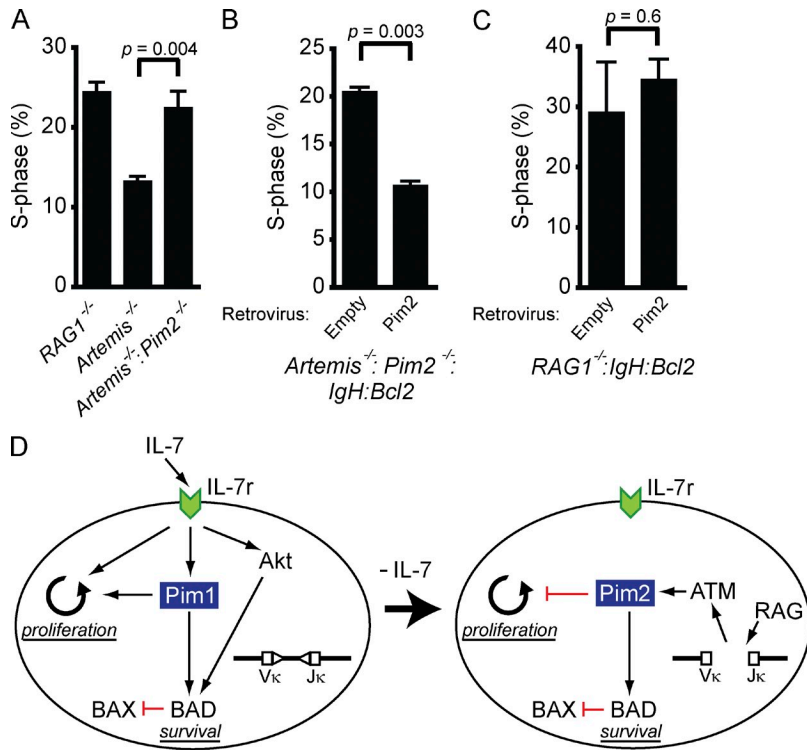 A
p = 0.004
S-phase (%)
30
20
10
0
RAG1-/-
Artemis-/-
Artemis-/-:Pim2-/-
B
p = 0.003
S-phase (%)
25
20
15
10
5
0
Retrovirus:
Empty
Pim2
Artemis-/-: Pim2 -/-:
IgH:Bcl2
C
p = 0.6
S-phase (%)
40
30
20
10
0
Retrovirus:
Empty
Pim2
RAG1-/-:IgH:Bcl2
D
IL-7
IL-7r
Akt
Pim1
proliferation
Vκ
Jκ
BAX
BAD
survival
- IL-7
IL-7r
Pim2
ATM
RAG
proliferation
Vκ
Jκ
BAX
BAD
survival